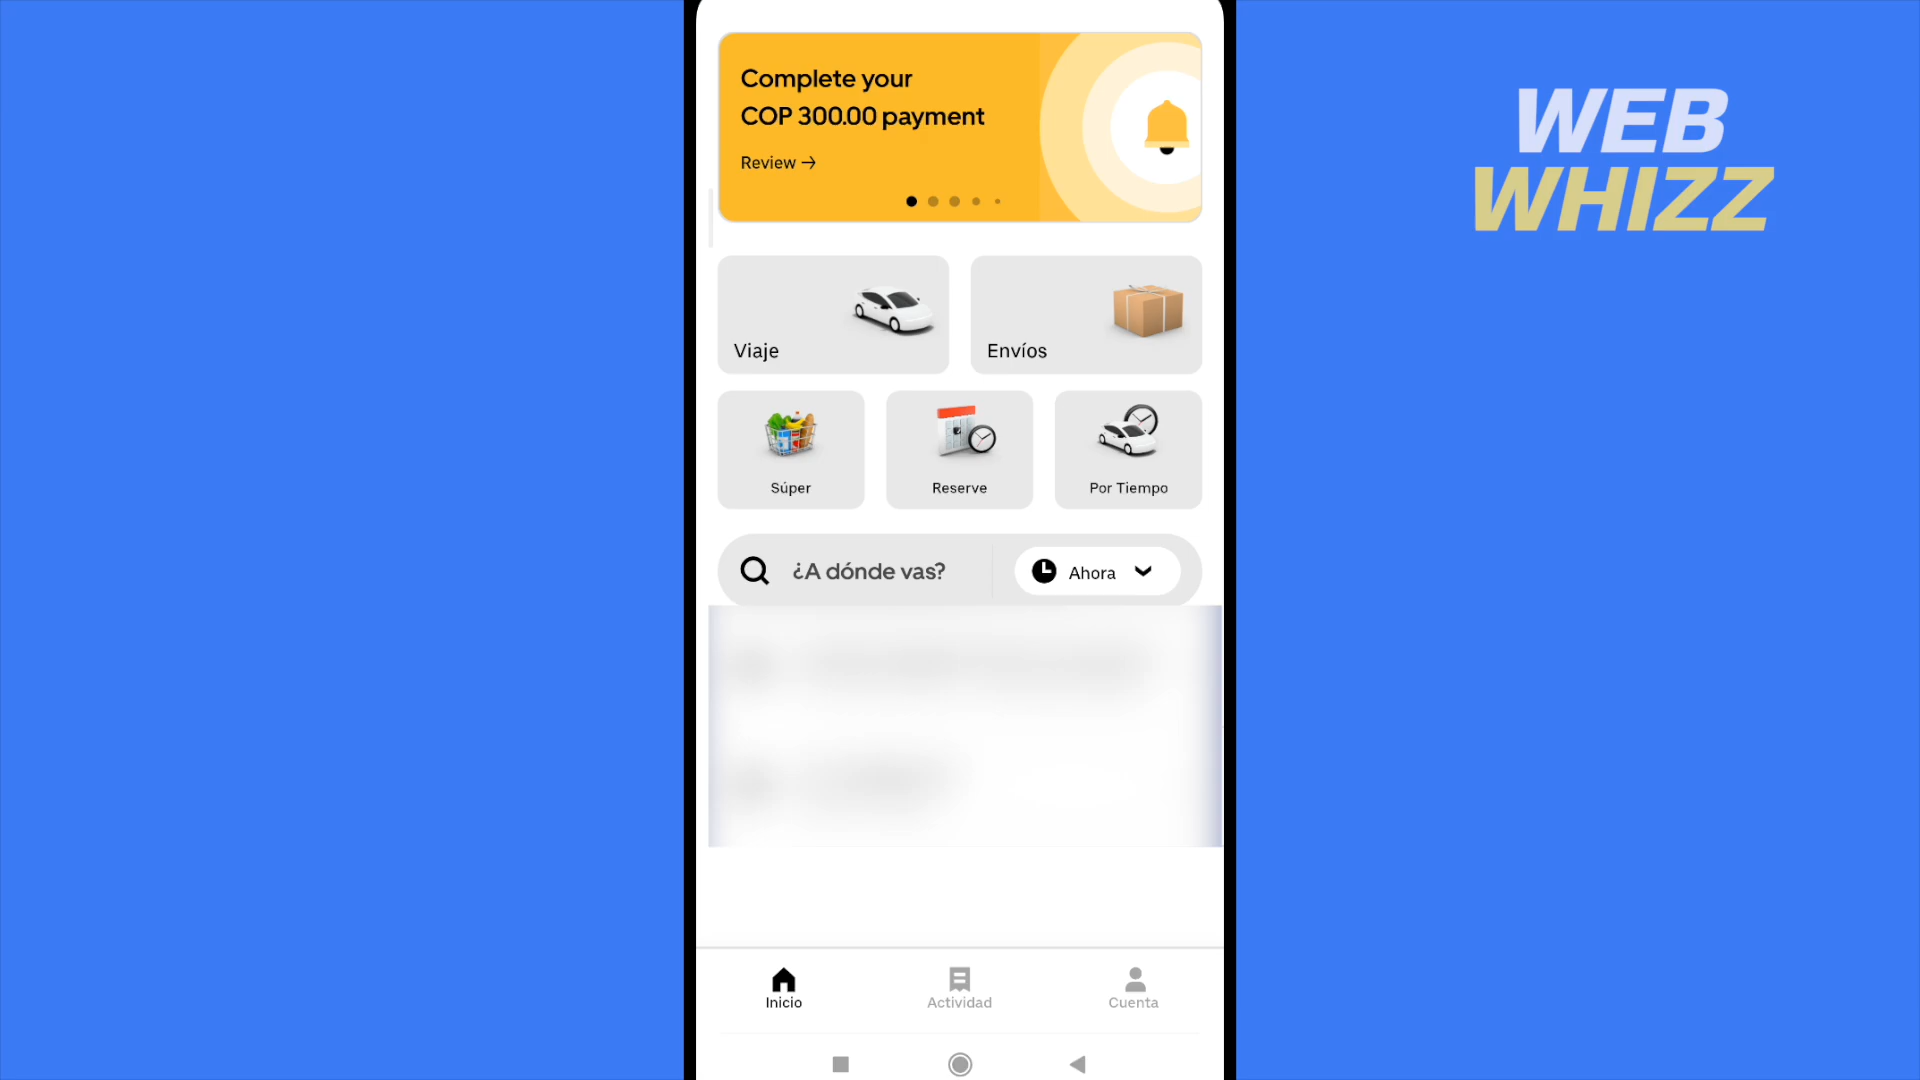 Complete your
COP 300.00 payment
Review →
WEB
WHIZZ
Viaje
Envíos
Súper
Reserve
Por Tiempo
¿A dónde vas?
Ahora
Inicio
Actividad
Cuenta